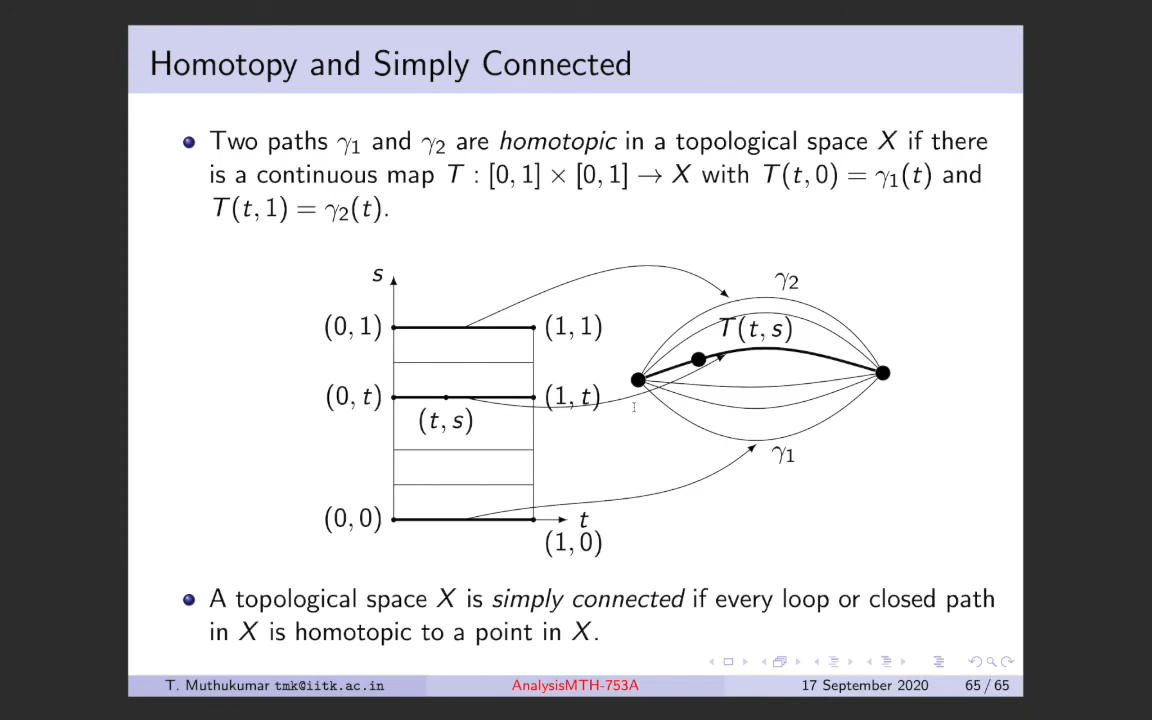 Homotopy and Simply Connected
Two paths γ₁ and γ₂ are homotopic in a topological space X if there
is a continuous map T : [0, 1] × [0, 1] → X with T(t, 0) = γ₁(t) and
T(t, 1) = γ₂(t).
s
γ₂
(0, 1)
(1, 1)
T(t, s)
(0, t)
(1, t)
(t, s)
γ₁
(0, 0)
t
(1, 0)
A topological space X is simply connected if every loop or closed path
in X is homotopic to a point in X.
T. Muthukumar tmk@iitk.ac.in AnalysisMTH-753A 17 September 2020 65 / 65